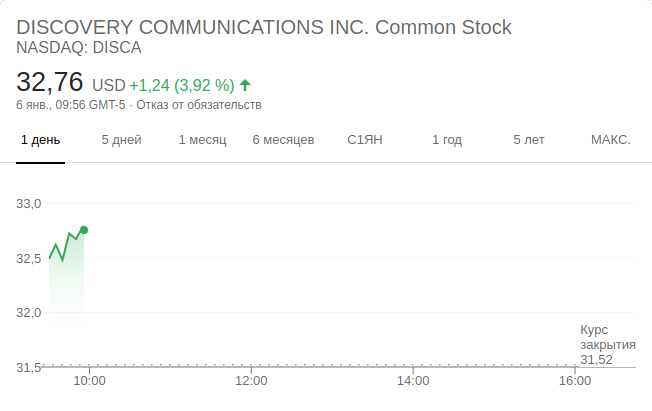 DISCOVERY COMMUNICATIONS INC. Common Stock
NASDAQ: DISCA
32,76 USD +1,24 (3,92 %)
6 янв., 09:56 GMT-5 · Отказ от обязательств
1 день 5 дней 1 месяц 6 месяцев С1ЯН 1 год 5 лет МАКС.
33,0
32,5
32,0
Курс
закрытия
31,52
31,5
10:00 12:00 14:00 16:00